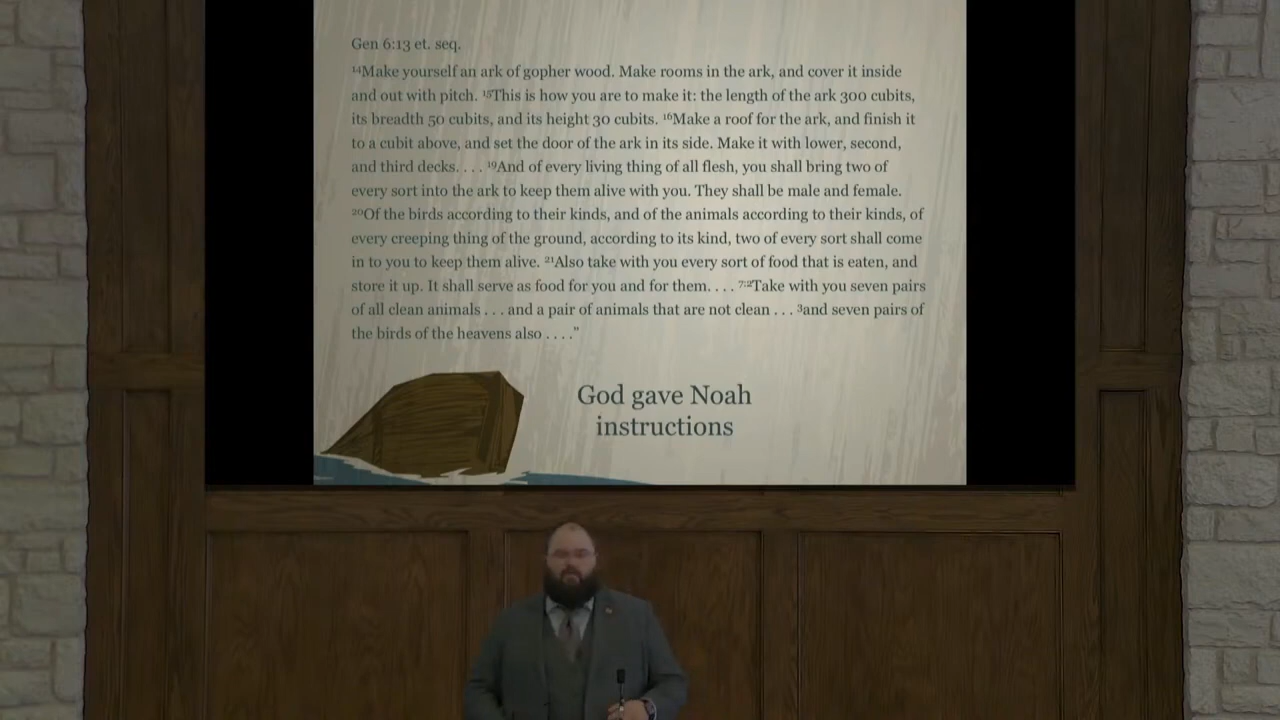 Gen 6:13 et. seq.
¹⁴Make yourself an ark of gopher wood. Make rooms in the ark, and cover it inside
and out with pitch. ¹⁵This is how you are to make it: the length of the ark 300 cubits,
its breadth 50 cubits, and its height 30 cubits. ¹⁶Make a roof for the ark, and finish it
to a cubit above, and set the door of the ark in its side. Make it with lower, second,
and third decks. . . . ¹⁹And of every living thing of all flesh, you shall bring two of
every sort into the ark to keep them alive with you. They shall be male and female.
²⁰Of the birds according to their kinds, and of the animals according to their kinds, of
every creeping thing of the ground, according to its kind, two of every sort shall come
in to you to keep them alive. ²¹Also take with you every sort of food that is eaten, and
store it up. It shall serve as food for you and for them. . . . ⁷:²Take with you seven pairs
of all clean animals . . . and a pair of animals that are not clean . . . ³and seven pairs of
the birds of the heavens also . . . ."
God gave Noah
instructions